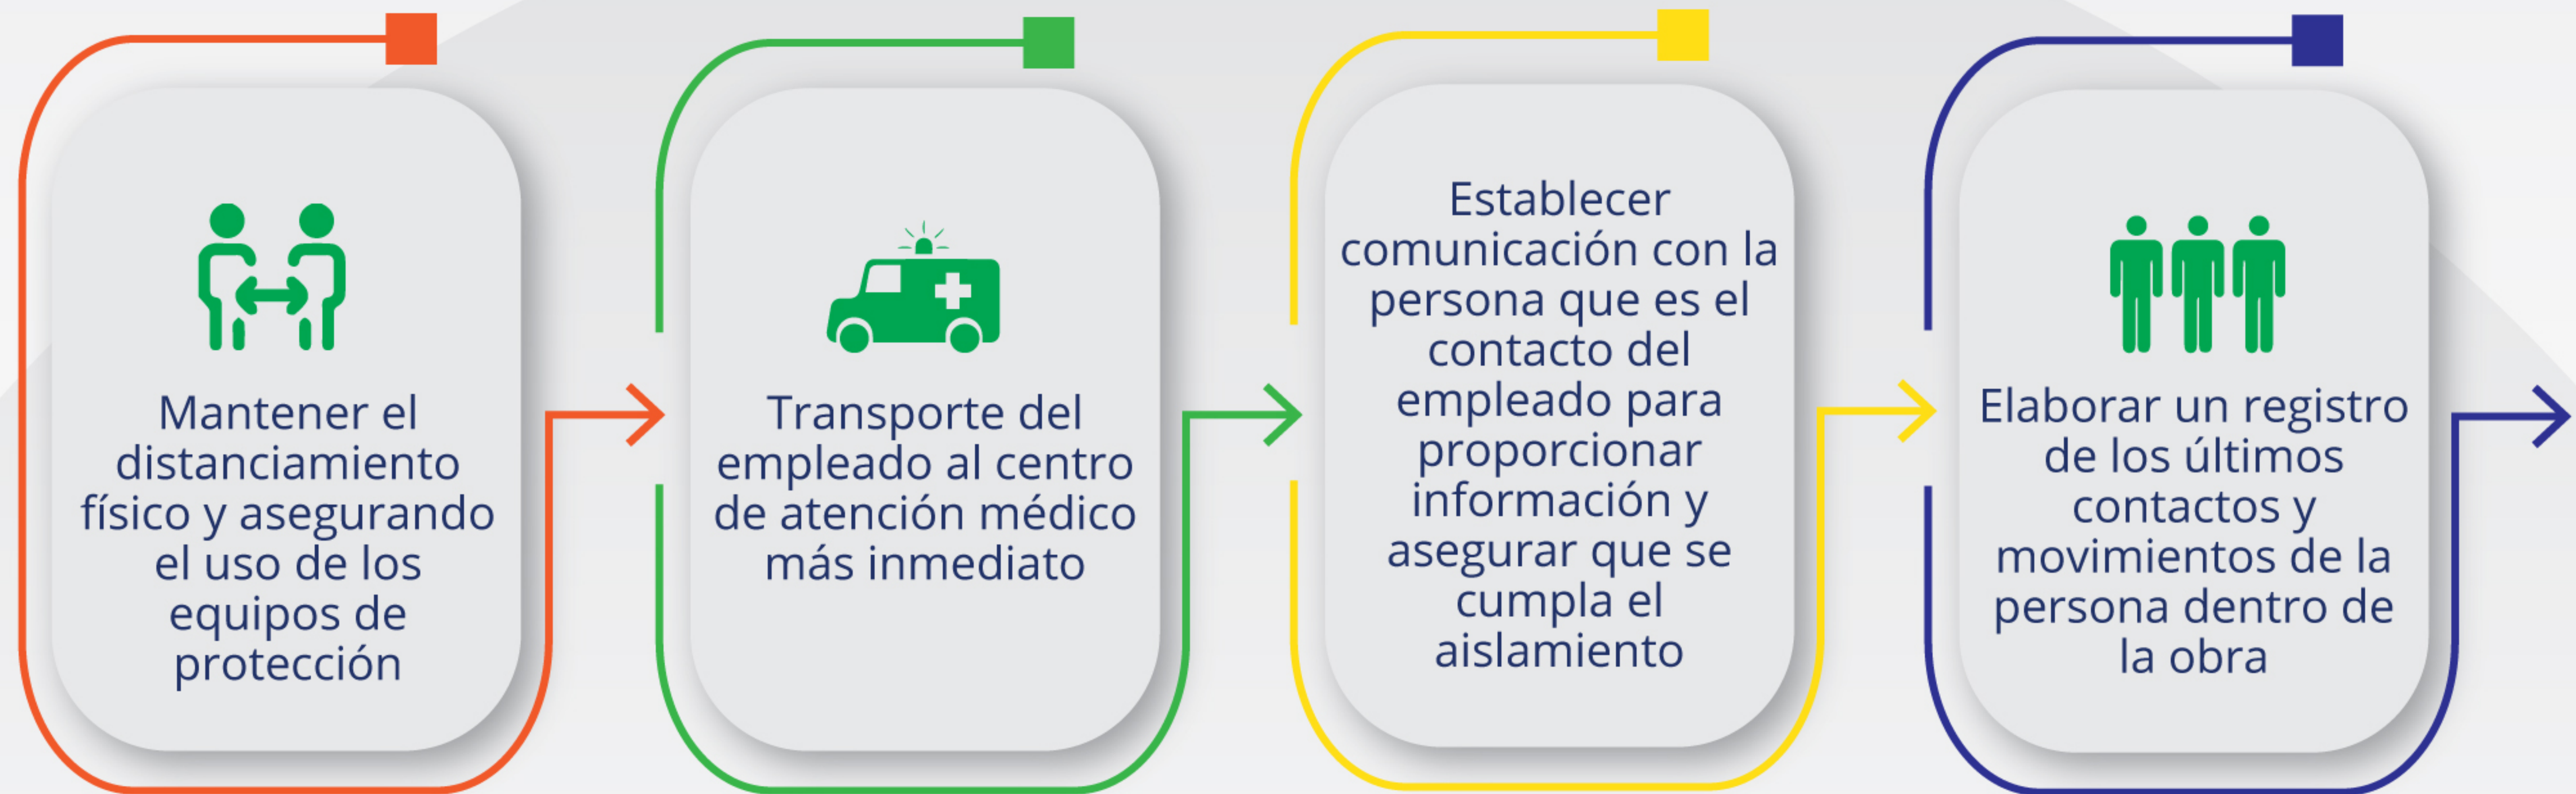 Mantener el
distanciamiento
físico y asegurando
el uso de los
equipos de
protección
Transporte del
empleado al centro
de atención médico
más inmediato
Establecer
comunicación con la
persona que es el
contacto del
empleado para
proporcionar
información y
asegurar que se
cumpla el
aislamiento
Elaborar un registro
de los últimos
contactos y
movimientos de la
persona dentro de
la obra